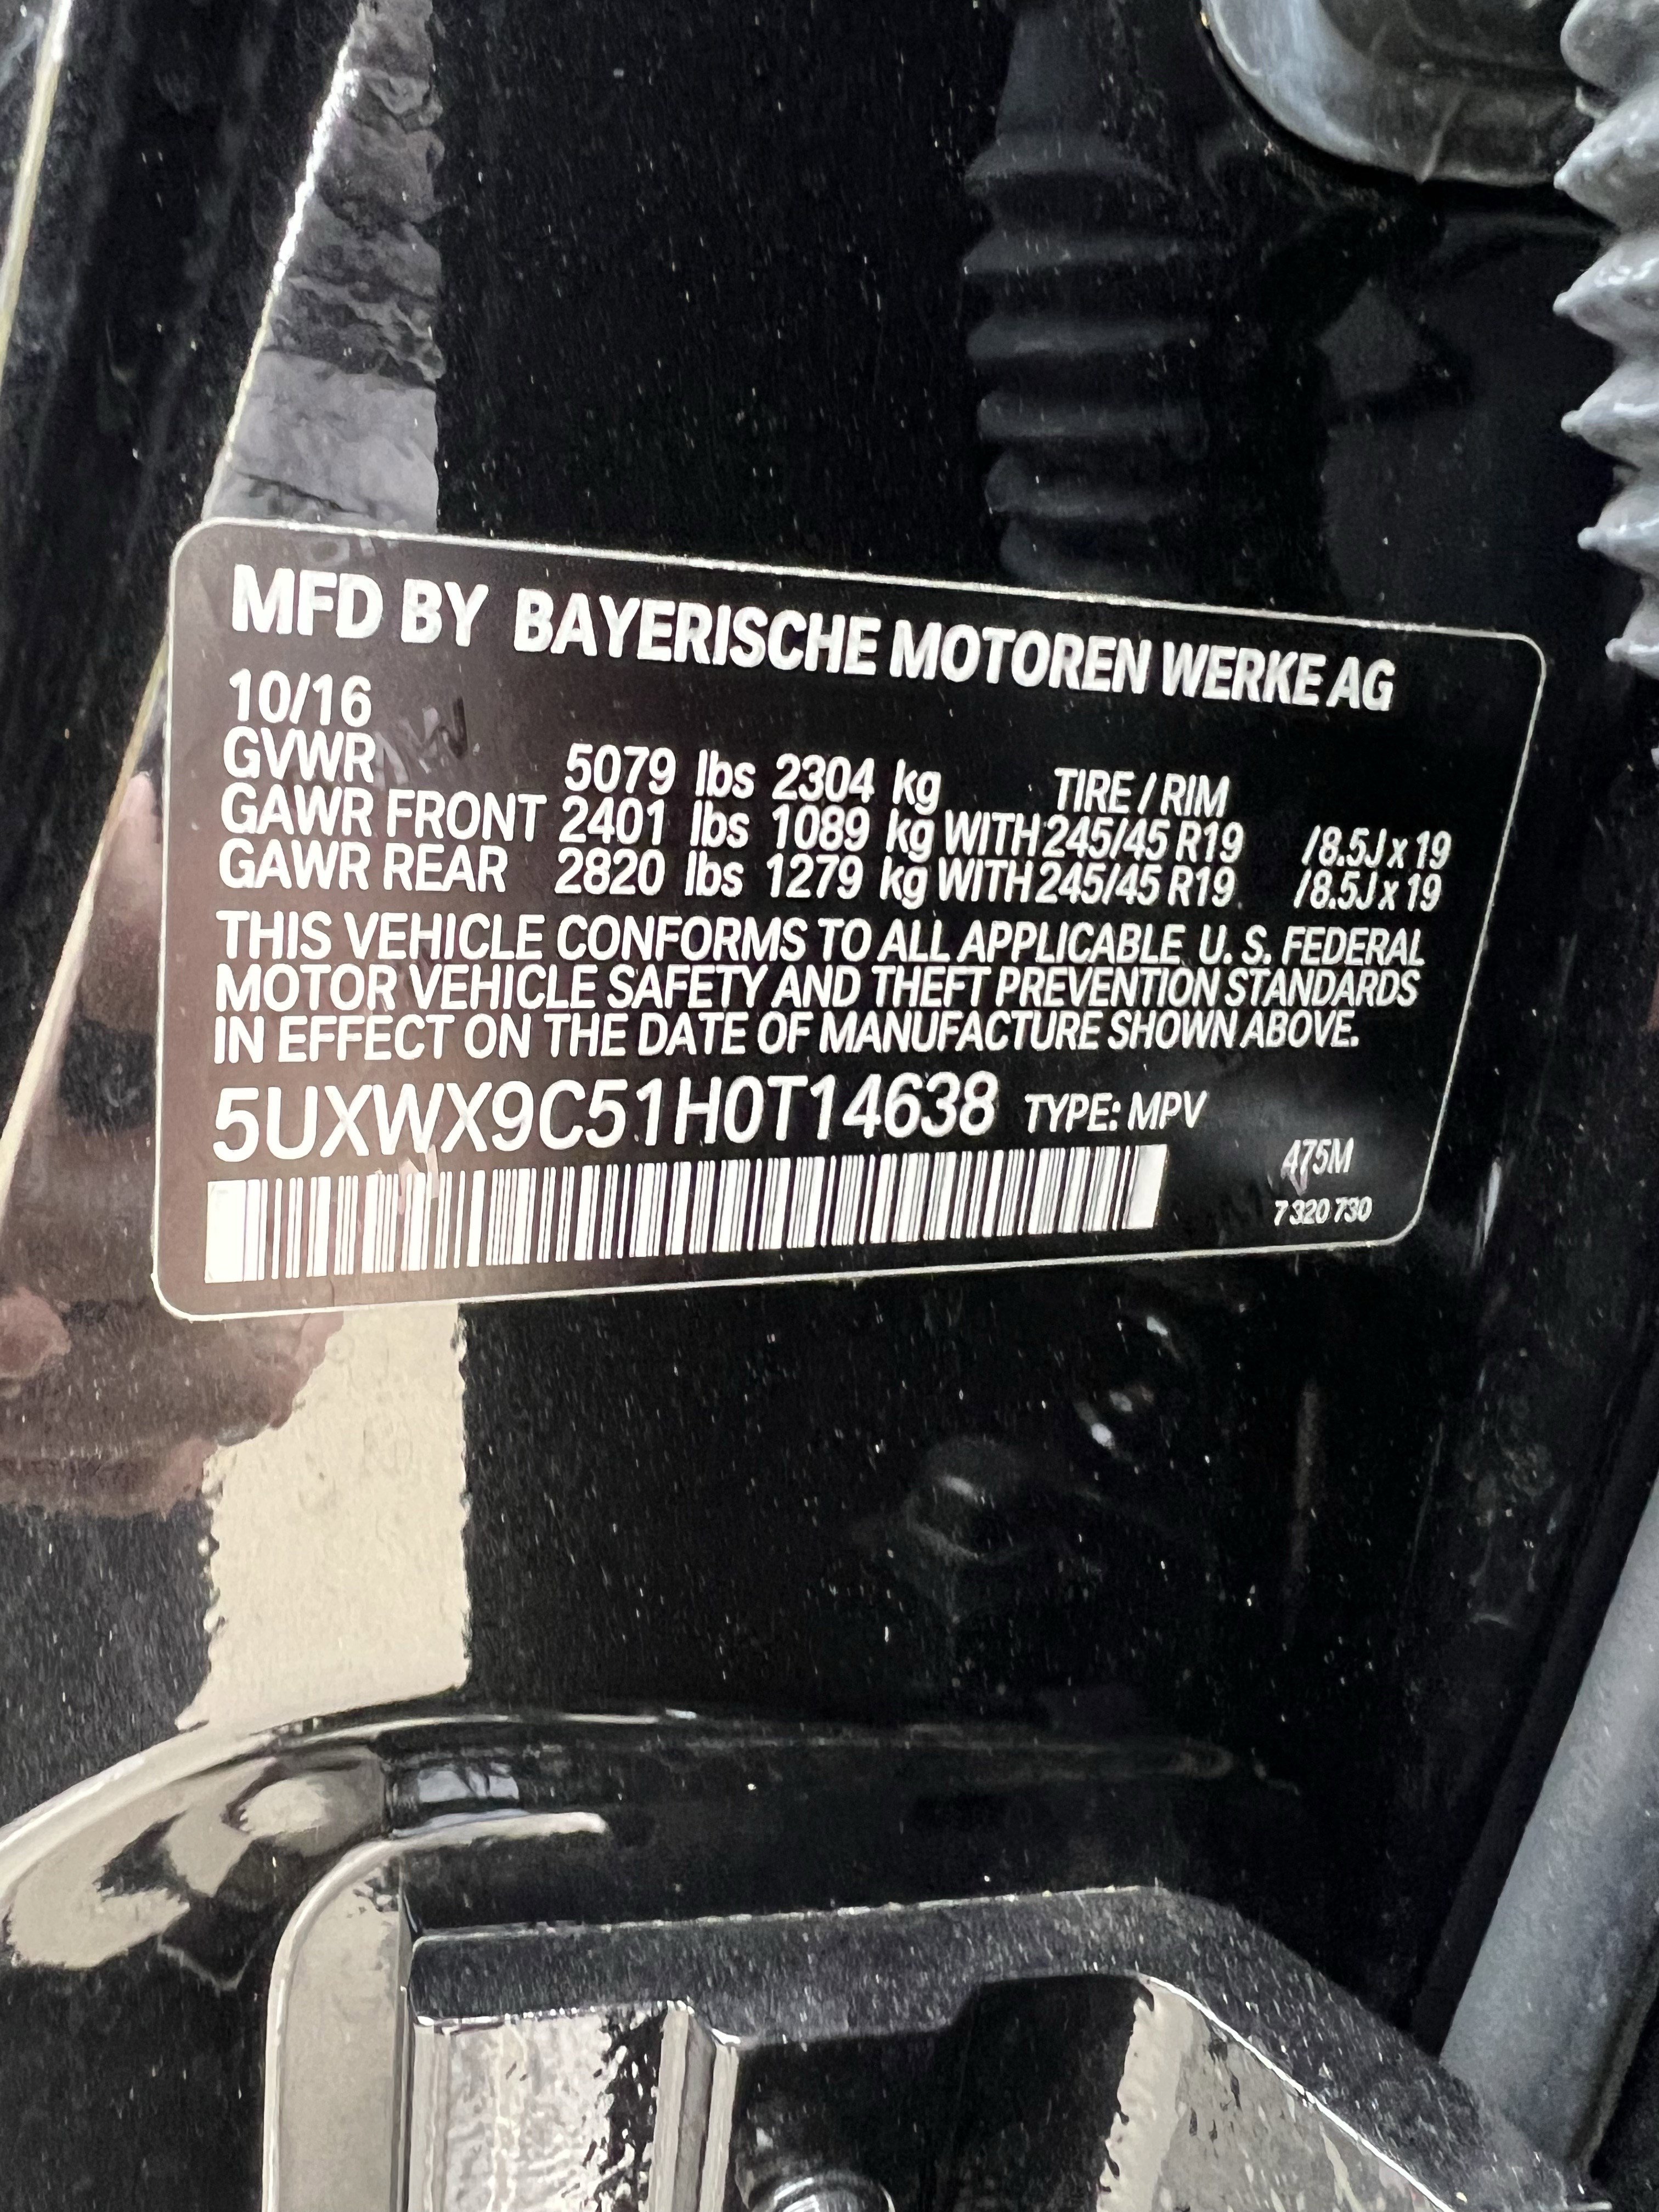 MFD BY BAYERISCHE MOTOREN WERKE AG
10/16
GVWR 5079 lbs 2304 kg TIRE / RIM
GAWR FRONT 2401 lbs 1089 kg WITH 245/45 R19 /8.5J x 19
GAWR REAR 2820 lbs 1279 kg WITH 245/45 R19 /8.5J x 19
THIS VEHICLE CONFORMS TO ALL APPLICABLE U. S. FEDERAL
MOTOR VEHICLE SAFETY AND THEFT PREVENTION STANDARDS
IN EFFECT ON THE DATE OF MANUFACTURE SHOWN ABOVE.
5UXWX9C51H0T14638 TYPE: MPV
475M
7 320 730